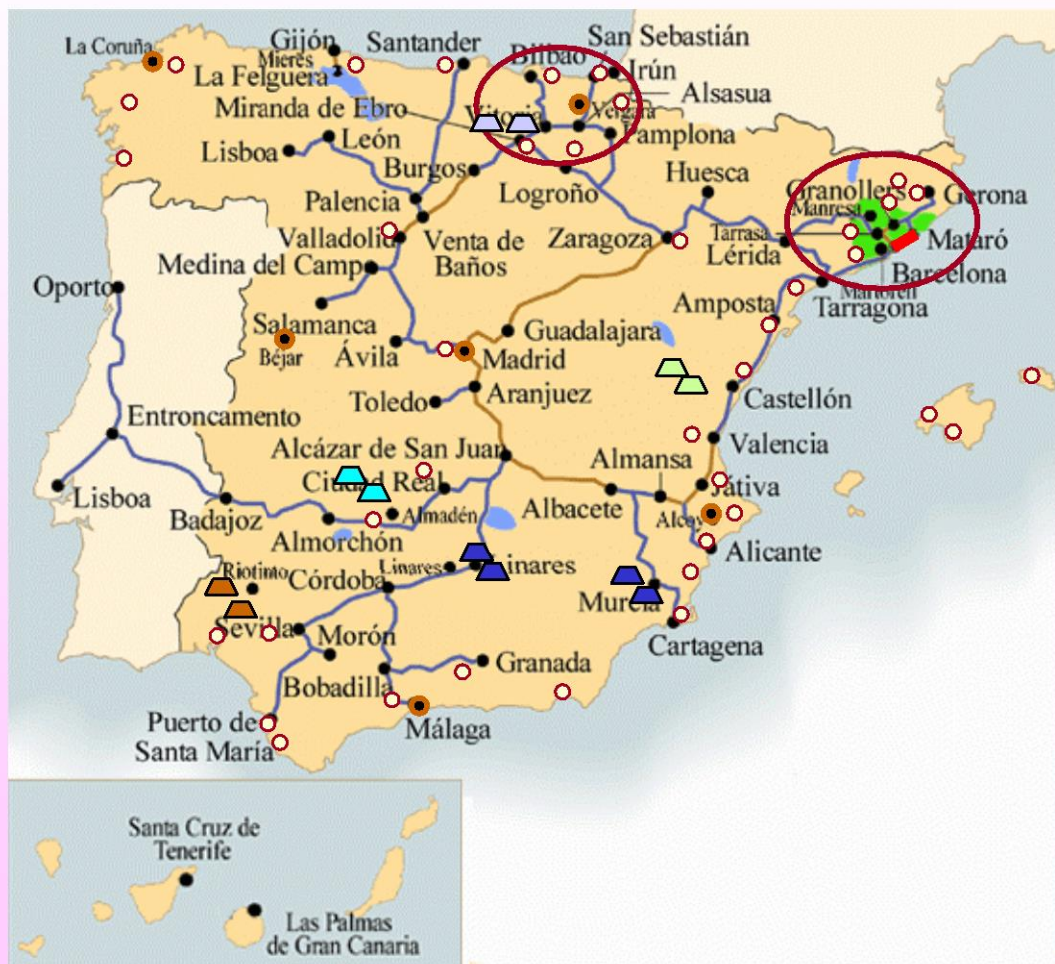 La Coruña
Gijón
Mieres
La Felguera
Santander
Bilbao
San Sebastián
Irún
Miranda de Ebro
Vitoria
Vergara
Alsasua
Pamplona
León
Lisboa
Burgos
Logroño
Huesca
Granollers
Gerona
Manresa
Palencia
Valladolid
Venta de
Baños
Zaragoza
Tarrasa
Lérida
Mataró
Barcelona
Martorell
Tarragona
Medina del Campo
Oporto
Salamanca
Béjar
Ávila
Madrid
Guadalajara
Amposta
Toledo
Aranjuez
Castellón
Entroncamento
Alcázar de San Juan
Valencia
Almansa
Ciudad Real
Játiva
Lisboa
Badajoz
Almadén
Albacete
Alcoy
Almorchón
Alicante
Riotinto
Córdoba
Linares
Linares
Murcia
Sevilla
Morón
Cartagena
Granada
Bobadilla
Puerto de
Santa María
Málaga
Santa Cruz de
Tenerife
Las Palmas
de Gran Canaria